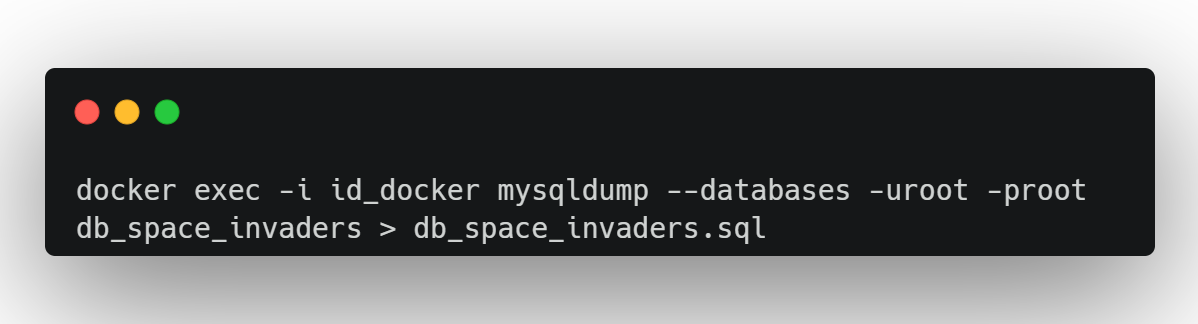 docker exec -i id_docker mysqldump --databases -uroot -proot
db_space_invaders > db_space_invaders.sql